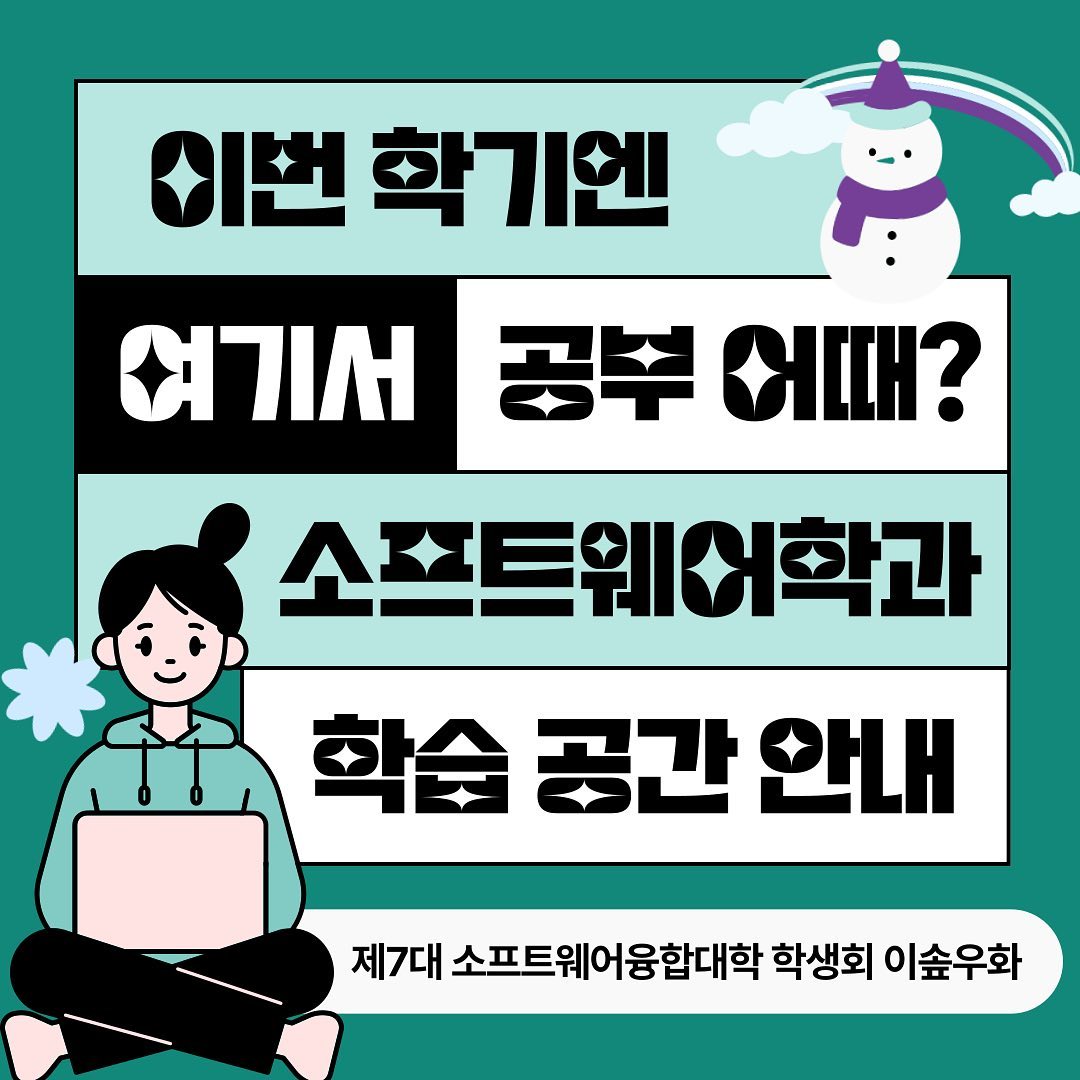 이번 학기엔
여기서 공부 어때?
소프트웨어학과
학습 공간 안내
제7대 소프트웨어융합대학 학생회 이솦우화